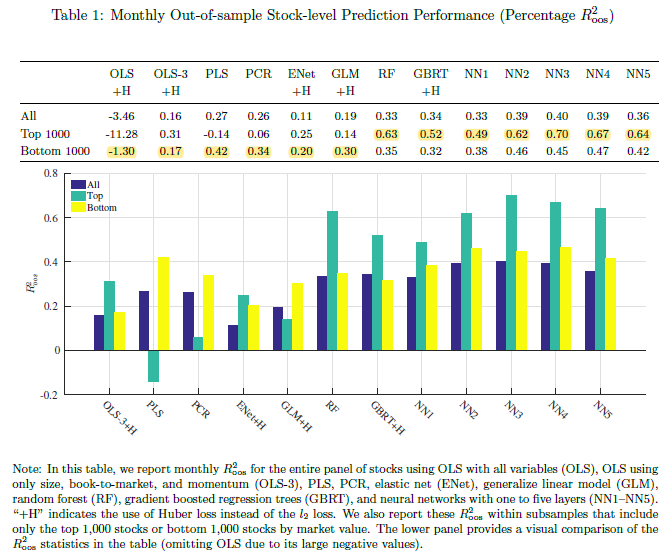 Table 1: Monthly Out-of-sample Stock-level Prediction Performance (Percentage R²oos)
OLS OLS-3 PLS PCR ENet GLM RF GBRT NN1 NN2 NN3 NN4 NN5
+H +H +H +H +H
All -3.46 0.16 0.27 0.26 0.11 0.19 0.33 0.34 0.33 0.39 0.40 0.39 0.36
Top 1000 -11.28 0.31 -0.14 0.06 0.25 0.14 0.63 0.52 0.49 0.62 0.70 0.67 0.64
Bottom 1000 -1.30 0.17 0.42 0.34 0.20 0.30 0.35 0.32 0.38 0.46 0.45 0.47 0.42
0.8
All
Top
Bottom
0.6
0.4
R²oos
0.2
0
-0.2
OLS-3+H PLS PCR ENet+H GLM+H RF GBRT+H NN1 NN2 NN3 NN4 NN5
Note: In this table, we report monthly R²oos for the entire panel of stocks using OLS with all variables (OLS), OLS using
only size, book-to-market, and momentum (OLS-3), PLS, PCR, elastic net (ENet), generalize linear model (GLM),
random forest (RF), gradient boosted regression trees (GBRT), and neural networks with one to five layers (NN1–NN5).
“+H” indicates the use of Huber loss instead of the l2 loss. We also report these R²oos within subsamples that include
only the top 1,000 stocks or bottom 1,000 stocks by market value. The lower panel provides a visual comparison of the
R²oos statistics in the table (omitting OLS due to its large negative values).